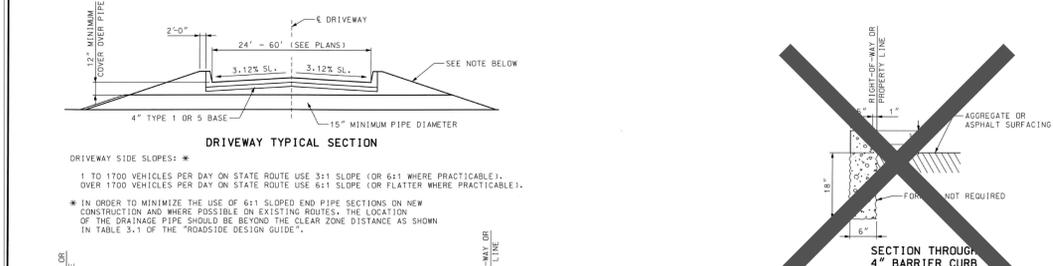 12" MINIMUM
COVER OVER PIPE
℄ DRIVEWAY
2'-0"
24' - 60' (SEE PLANS)
3.12% SL.
3.12% SL.
SEE NOTE BELOW
4" TYPE 1 OR 5 BASE
15" MINIMUM PIPE DIAMETER
DRIVEWAY TYPICAL SECTION
DRIVEWAY SIDE SLOPES: *
1 TO 1700 VEHICLES PER DAY ON STATE ROUTE USE 3:1 SLOPE (OR 6:1 WHERE PRACTICABLE).
OVER 1700 VEHICLES PER DAY ON STATE ROUTE USE 6:1 SLOPE (OR FLATTER WHERE PRACTICABLE).
* IN ORDER TO MINIMIZE THE USE OF 6:1 SLOPED END PIPE SECTIONS ON NEW
CONSTRUCTION AND WHERE POSSIBLE ON EXISTING ROUTES. THE LOCATION
OF THE DRAINAGE PIPE SHOULD BE BEYOND THE CLEAR ZONE DISTANCE AS SHOWN
IN TABLE 3.1 OF THE "ROADSIDE DESIGN GUIDE".
OR
-WAY OR
LINE
RIGHT-OF-WAY OR
PROPERTY LINE
1"
AGGREGATE OR
ASPHALT SURFACING
18"
NOT REQUIRED
6"
SECTION THROUGH
4" BARRIER CURB